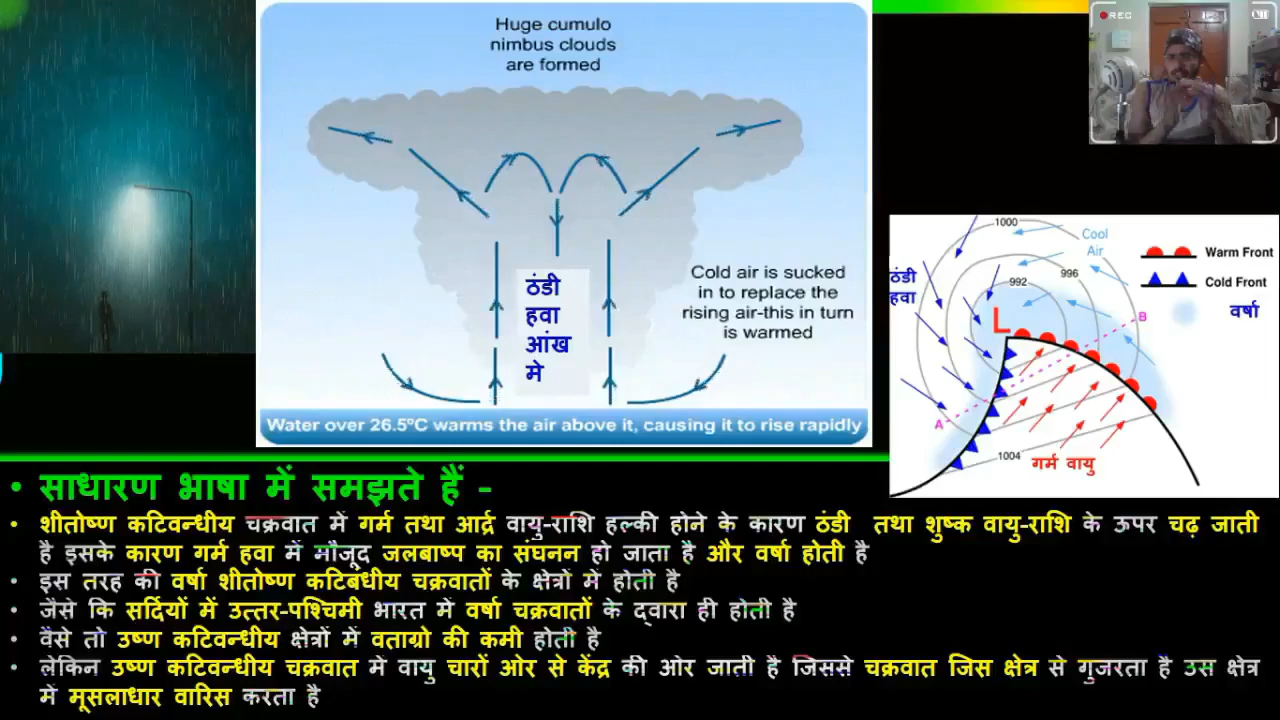 Huge cumulo
nimbus clouds
are formed
ठंडी
हवा
आंख
मे
Cold air is sucked
in to replace the
rising air-this in turn
is warmed
Water over 26.5ºC warms the air above it, causing it to rise rapidly
REC
1000
Cool
Air
996
992
ठंडी
हवा
L
B
A
1004
गर्म वायु
Warm Front
Cold Front
वर्षा
• साधारण भाषा में समझते हैं -
• शीतोष्ण कटिवन्धीय चक्रवात में गर्म तथा आर्द्र वायु-राशि हल्की होने के कारण ठंडी तथा शुष्क वायु-राशि के ऊपर चढ़ जाती
है इसके कारण गर्म हवा में मौजूद जलबाष्प का संघनन हो जाता है और वर्षा होती है
• इस तरह की वर्षा शीतोष्ण कटिबंधीय चक्रवातों के क्षेत्रों में होती है
• जैसे कि सर्दियों में उत्तर-पश्चिमी भारत में वर्षा चक्रवातों के द्वारा ही होती है
• वैसे तो उष्ण कटिवन्धीय क्षेत्रों में वताग्रो की कमी होती है
• लेकिन उष्ण कटिवन्धीय चक्रवात में वायु चारों ओर से केंद्र की ओर जाती है जिससे चक्रवात जिस क्षेत्र से गुजरता है उस क्षेत्र
में मूसलाधार वारिस करता है